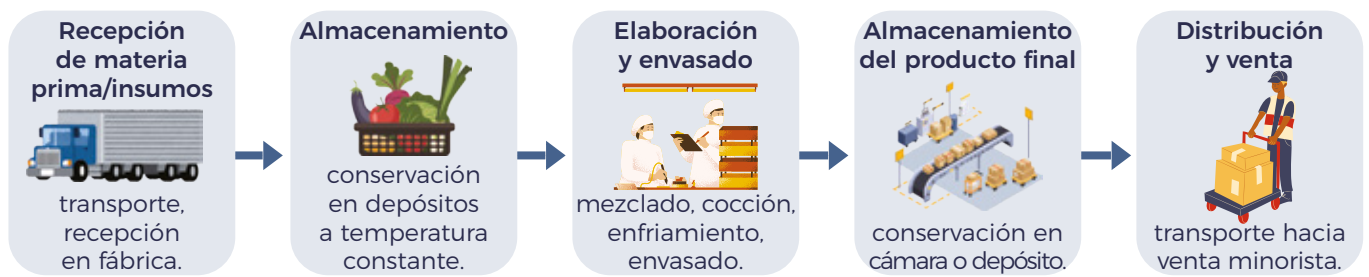 Recepción
de materia
prima/insumos
transporte,
recepción
en fábrica.
Almacenamiento
conservación
en depósitos
a temperatura
constante.
Elaboración
y envasado
mezclado, cocción,
enfriamiento,
envasado.
Almacenamiento
del producto final
conservación en
cámara o depósito.
Distribución
y venta
transporte hacia
venta minorista.